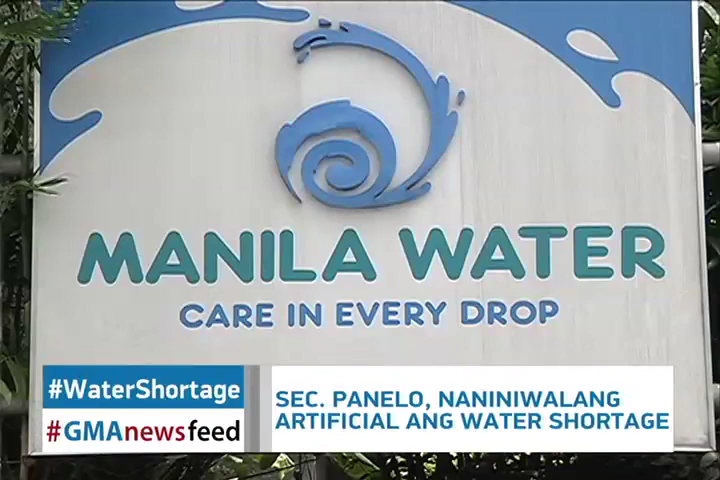 MANILA WATER
CARE IN EVERY DROP
#WaterShortage
#GMAnewsfeed
SEC. PANELO, NANINIWALANG
ARTIFICIAL ANG WATER SHORTAGE